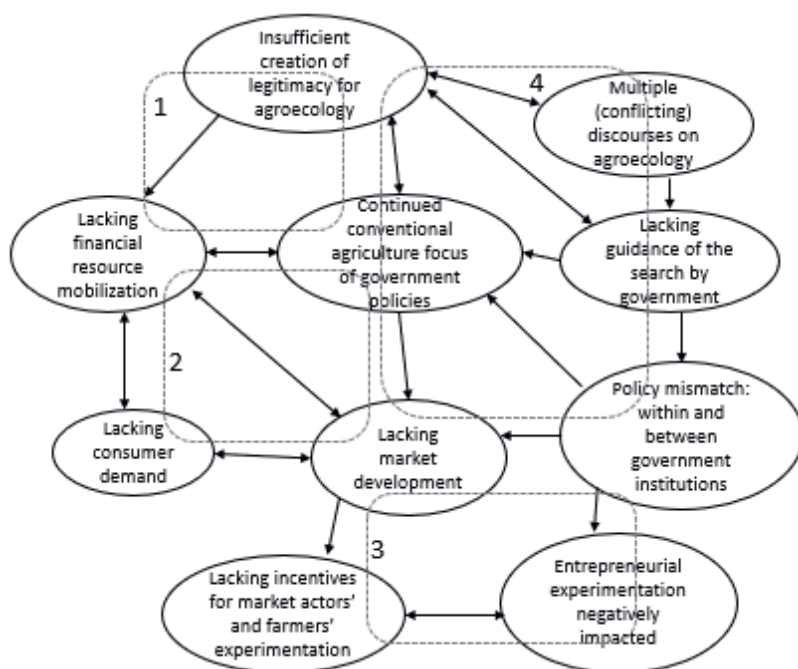 Insufficient
creation of
legitimacy for
agroecology
1
4
Multiple
(conflicting)
discourses on
agroecology
Lacking
financial
resource
mobilization
Continued
conventional
agriculture focus
of government
policies
Lacking
guidance of the
search by
government
2
Lacking
consumer
demand
Lacking
market
development
Policy mismatch:
within and
between
government
institutions
3
Lacking incentives
for market actors'
and farmers'
experimentation
Entrepreneurial
experimentation
negatively
impacted